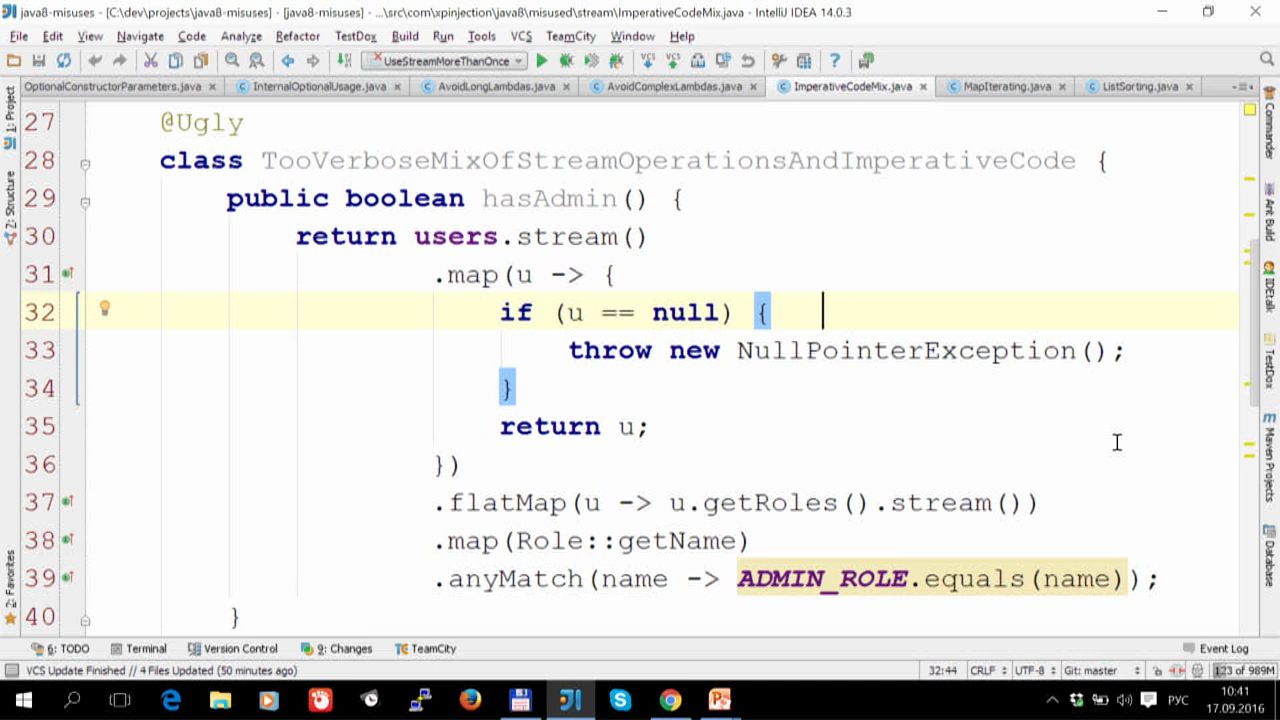 java8-misuses - [C:\dev\projects\java8-misuses] - [java8-misuses] - ...\src\com\xpinjection\java8\misused\stream\ImperativeCodeMix.java - IntelliJ IDEA 14.0.3
File Edit View Navigate Code Analyze Refactor TestDox Build Run Tools VCS TeamCity Window Help
UseStreamMoreThanOnce
OptionalConstructorParameters.java InternalOptionalUsage.java AvoidLongLambdas.java AvoidComplexLambdas.java ImperativeCodeMix.java MapIterating.java ListSorting.java
1: Project
Z: Structure
2: Favorites
27 @Ugly
28 class TooVerboseMixOfStreamOperationsAndImperativeCode {
29 public boolean hasAdmin() {
30 return users.stream()
31 .map(u -> {
32 if (u == null) {
33 throw new NullPointerException();
34 }
35 return u;
36 })
37 .flatMap(u -> u.getRoles().stream())
38 .map(Role::getName)
39 .anyMatch(name -> ADMIN_ROLE.equals(name));
40 }
Commander
Ant Build
IDEtalk
TestDox
Maven Projects
Database
6: TODO Terminal Version Control 9: Changes TeamCity Event Log
VCS Update Finished // 4 Files Updated (50 minutes ago) 32:44 CRLF UTF-8 Git: master 123 of 989M
РУС 10:41
17.09.2016